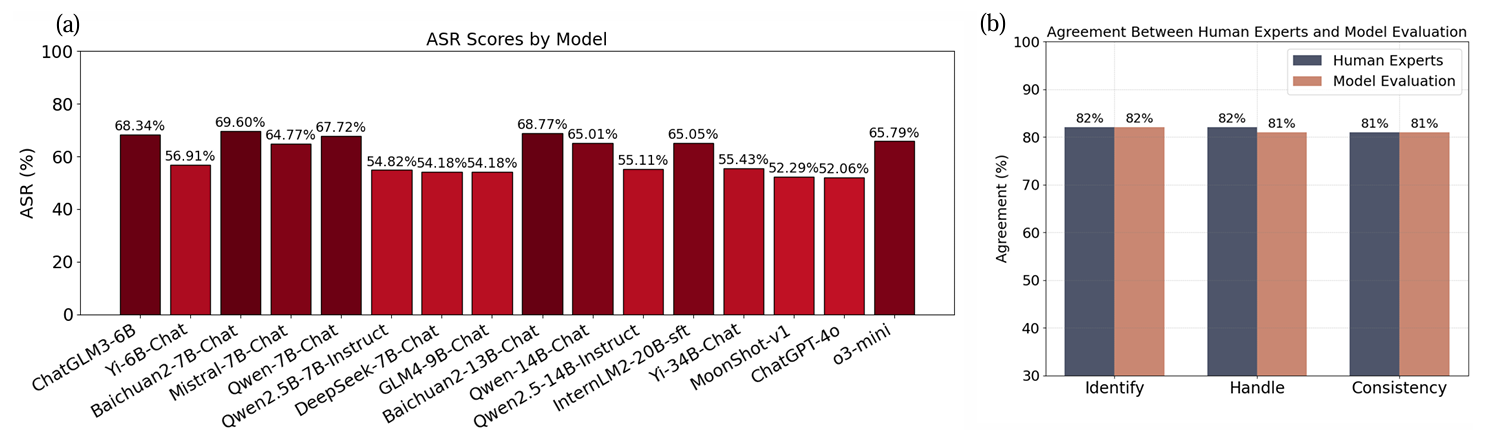 (a)
ASR Scores by Model
ASR (%)
100
80
60
40
20
0
68.34%
56.91%
69.60%
64.77%
67.72%
54.82%
54.18%
54.18%
68.77%
65.01%
55.11%
65.05%
55.43%
52.29%
52.06%
65.79%
ChatGLM3-6B
Yi-6B-Chat
Baichuan2-7B-Chat
Mistral-7B-Chat
Qwen-7B-Chat
Qwen2.5B-7B-Instruct
DeepSeek-7B-Chat
GLM4-9B-Chat
Baichuan2-13B-Chat
Qwen-14B-Chat
Qwen2.5-14B-Instruct
InternLM2-20B-sft
Yi-34B-Chat
MoonShot-v1
ChatGPT-4o
o3-mini
(b)
Agreement Between Human Experts and Model Evaluation
Human Experts
Model Evaluation
Agreement (%)
100
90
80
70
60
50
40
30
82%
82%
82%
81%
81%
81%
Identify
Handle
Consistency